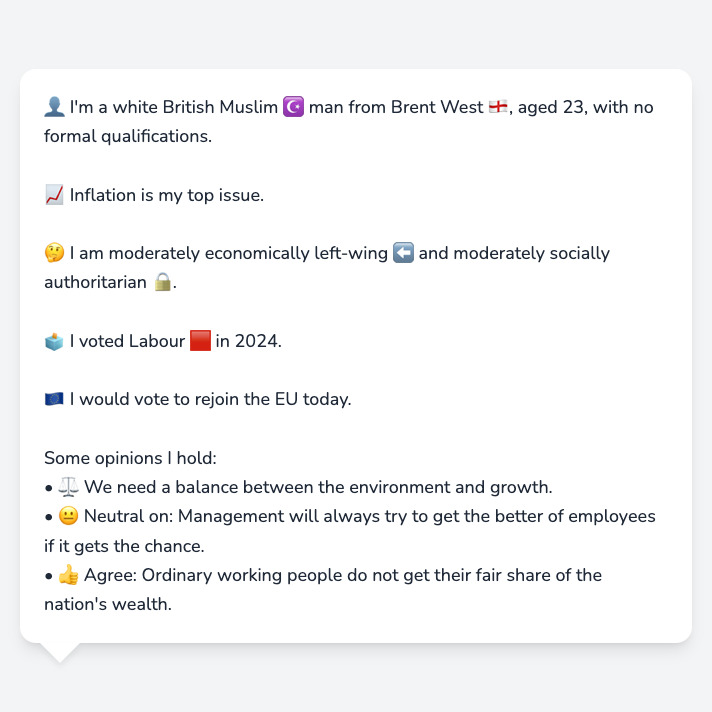 👤 I'm a white British Muslim ☪️ man from Brent West 🏴󠁧󠁢󠁥󠁮󠁧󠁿, aged 23, with no
formal qualifications.
📈 Inflation is my top issue.
🤔 I am moderately economically left-wing ⬅️ and moderately socially
authoritarian 🔒.
🗳️ I voted Labour 🟥 in 2024.
🇪🇺 I would vote to rejoin the EU today.
Some opinions I hold:
• ⚖️ We need a balance between the environment and growth.
• 😐 Neutral on: Management will always try to get the better of employees
if it gets the chance.
• 👍 Agree: Ordinary working people do not get their fair share of the
nation's wealth.